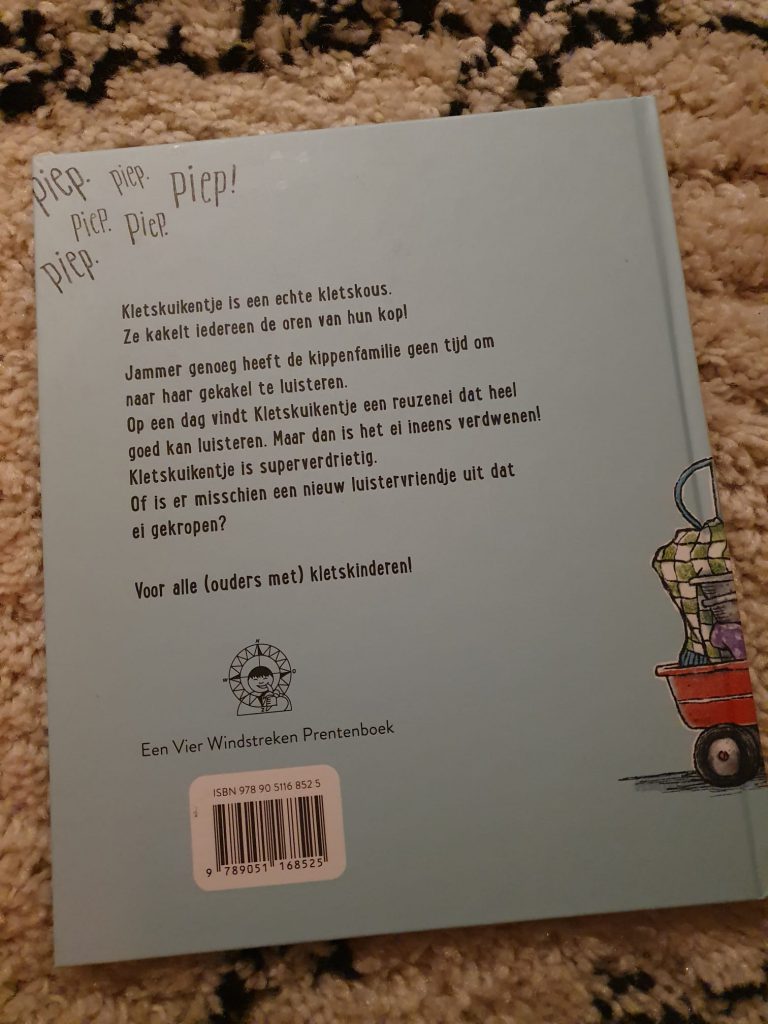 piep. piep. piep!
piep. piep.
piep.
Kletskuikentje is een echte kletskous.
Ze kakelt iedereen de oren van hun kop!
Jammer genoeg heeft de kippenfamilie geen tijd om
naar haar gekakel te luisteren.
Op een dag vindt Kletskuikentje een reuzenei dat heel
goed kan luisteren. Maar dan is het ei ineens verdwenen!
Kletskuikentje is superverdrietig.
Of is er misschien een nieuw luistervriendje uit dat
ei gekropen?
Voor alle (ouders met) kletskinderen!
N
W O
Een Vier Windstreken Prentenboek
ISBN 978 90 5116 852 5
9 789051 168525